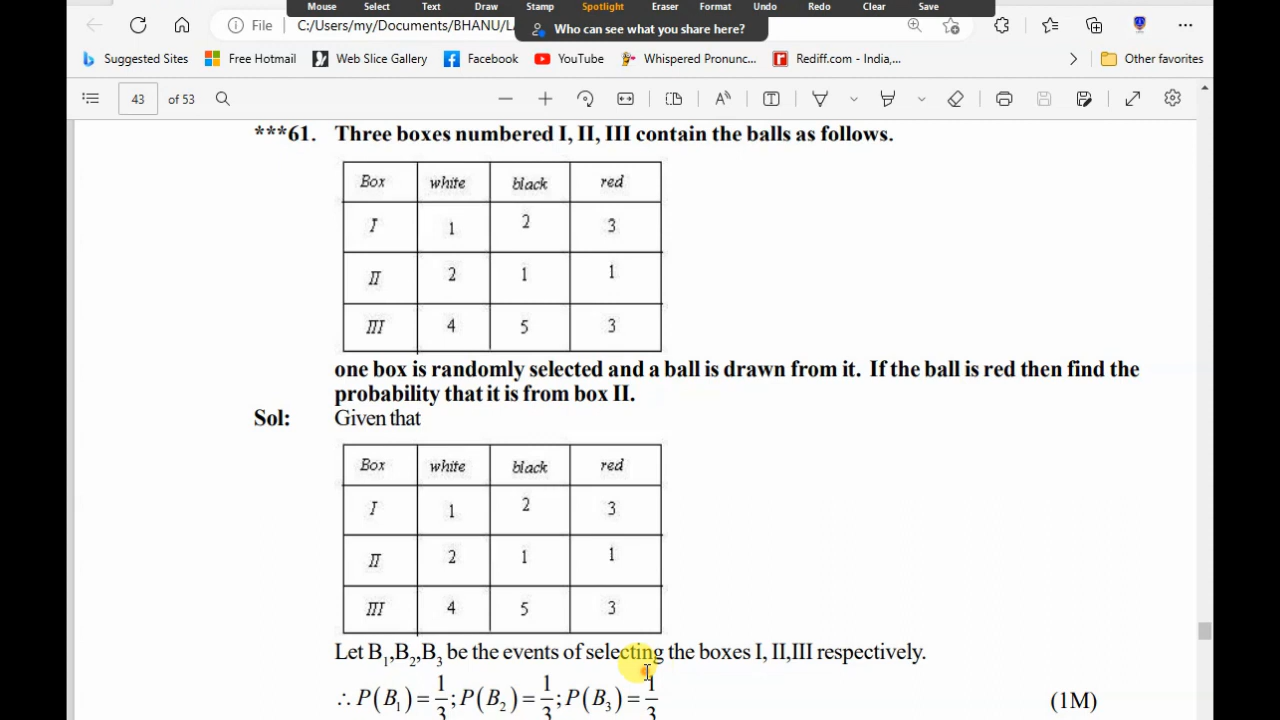 Mouse Select Text Draw Stamp Spotlight Eraser Format Undo Redo Clear Save
File C:/Users/my/Documents/BHANU/
Who can see what you share here?
Suggested Sites Free Hotmail Web Slice Gallery Facebook YouTube Whispered Pronunc... Rediff.com - India,... Other favorites
43 of 53
***61. Three boxes numbered I, II, III contain the balls as follows.
Box white black red
I 1 2 3
II 2 1 1
III 4 5 3
one box is randomly selected and a ball is drawn from it. If the ball is red then find the
probability that it is from box II.
Sol: Given that
Box white black red
I 1 2 3
II 2 1 1
III 4 5 3
Let B₁,B₂,B₃ be the events of selecting the boxes I, II,III respectively.
∴ P(B₁) = 1/3; P(B₂) = 1/3; P(B₃) = 1/3 (1M)